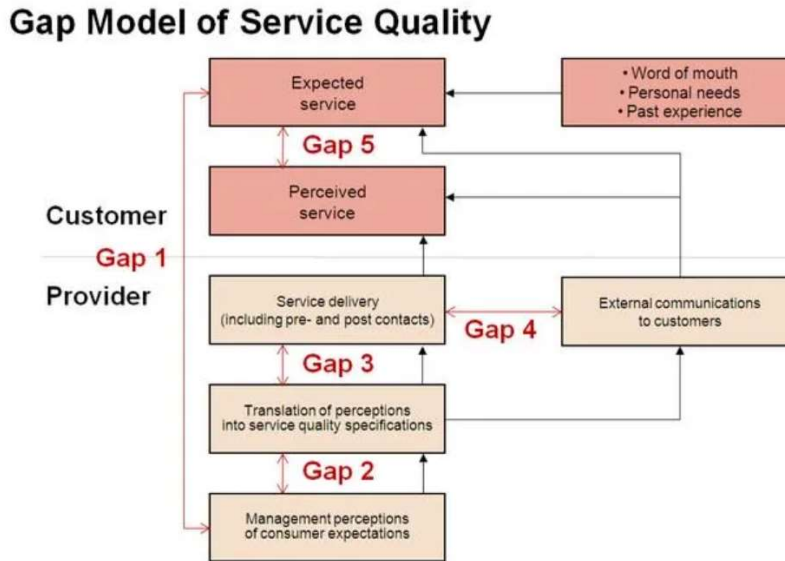 Gap Model of Service Quality
Expected
service
• Word of mouth
• Personal needs
• Past experience
Gap 5
Perceived
service
Customer
Gap 1
Provider
Service delivery
(including pre- and post contacts)
Gap 4
External communications
to customers
Gap 3
Translation of perceptions
into service quality specifications
Gap 2
Management perceptions
of consumer expectations